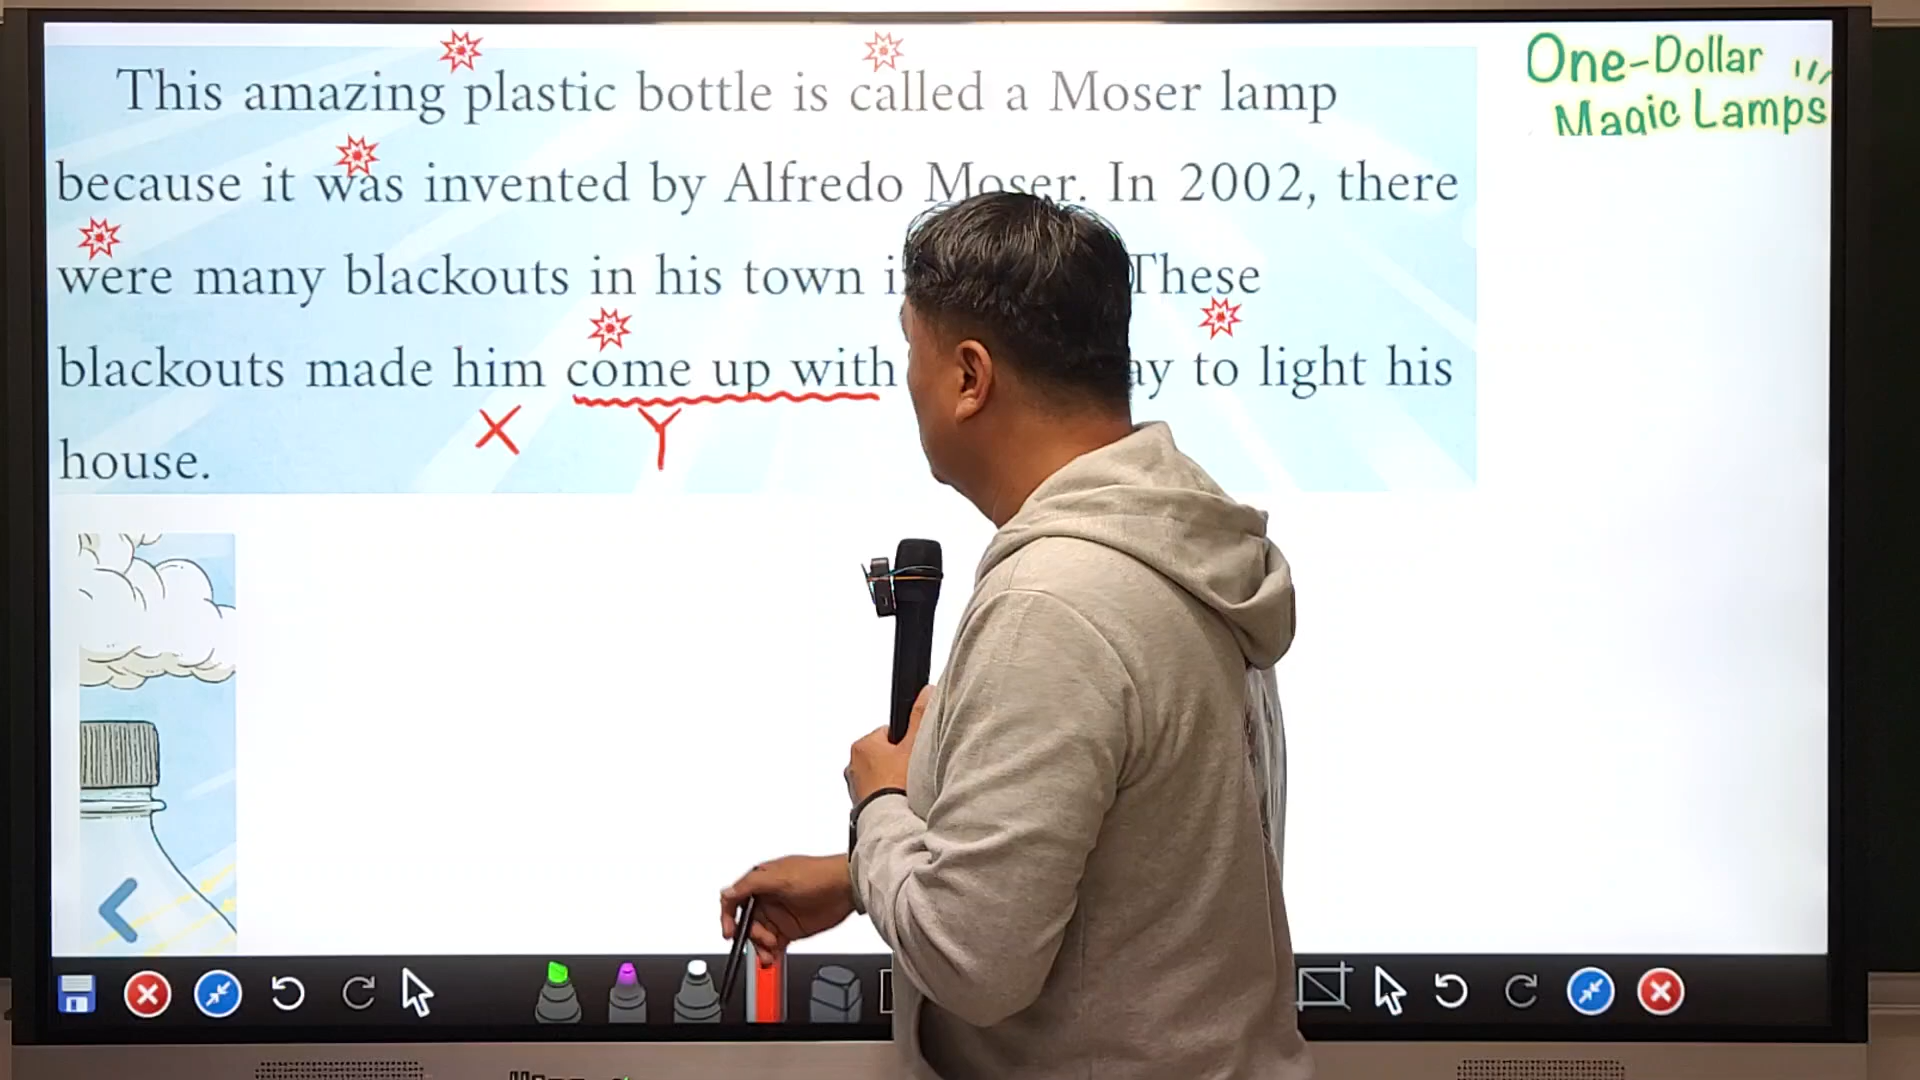 This amazing plastic bottle is called a Moser lamp
because it was invented by Alfredo Moser. In 2002, there
were many blackouts in his town These
blackouts made him come up with to light his
house.
X Y
One-Dollar
Magic Lamps